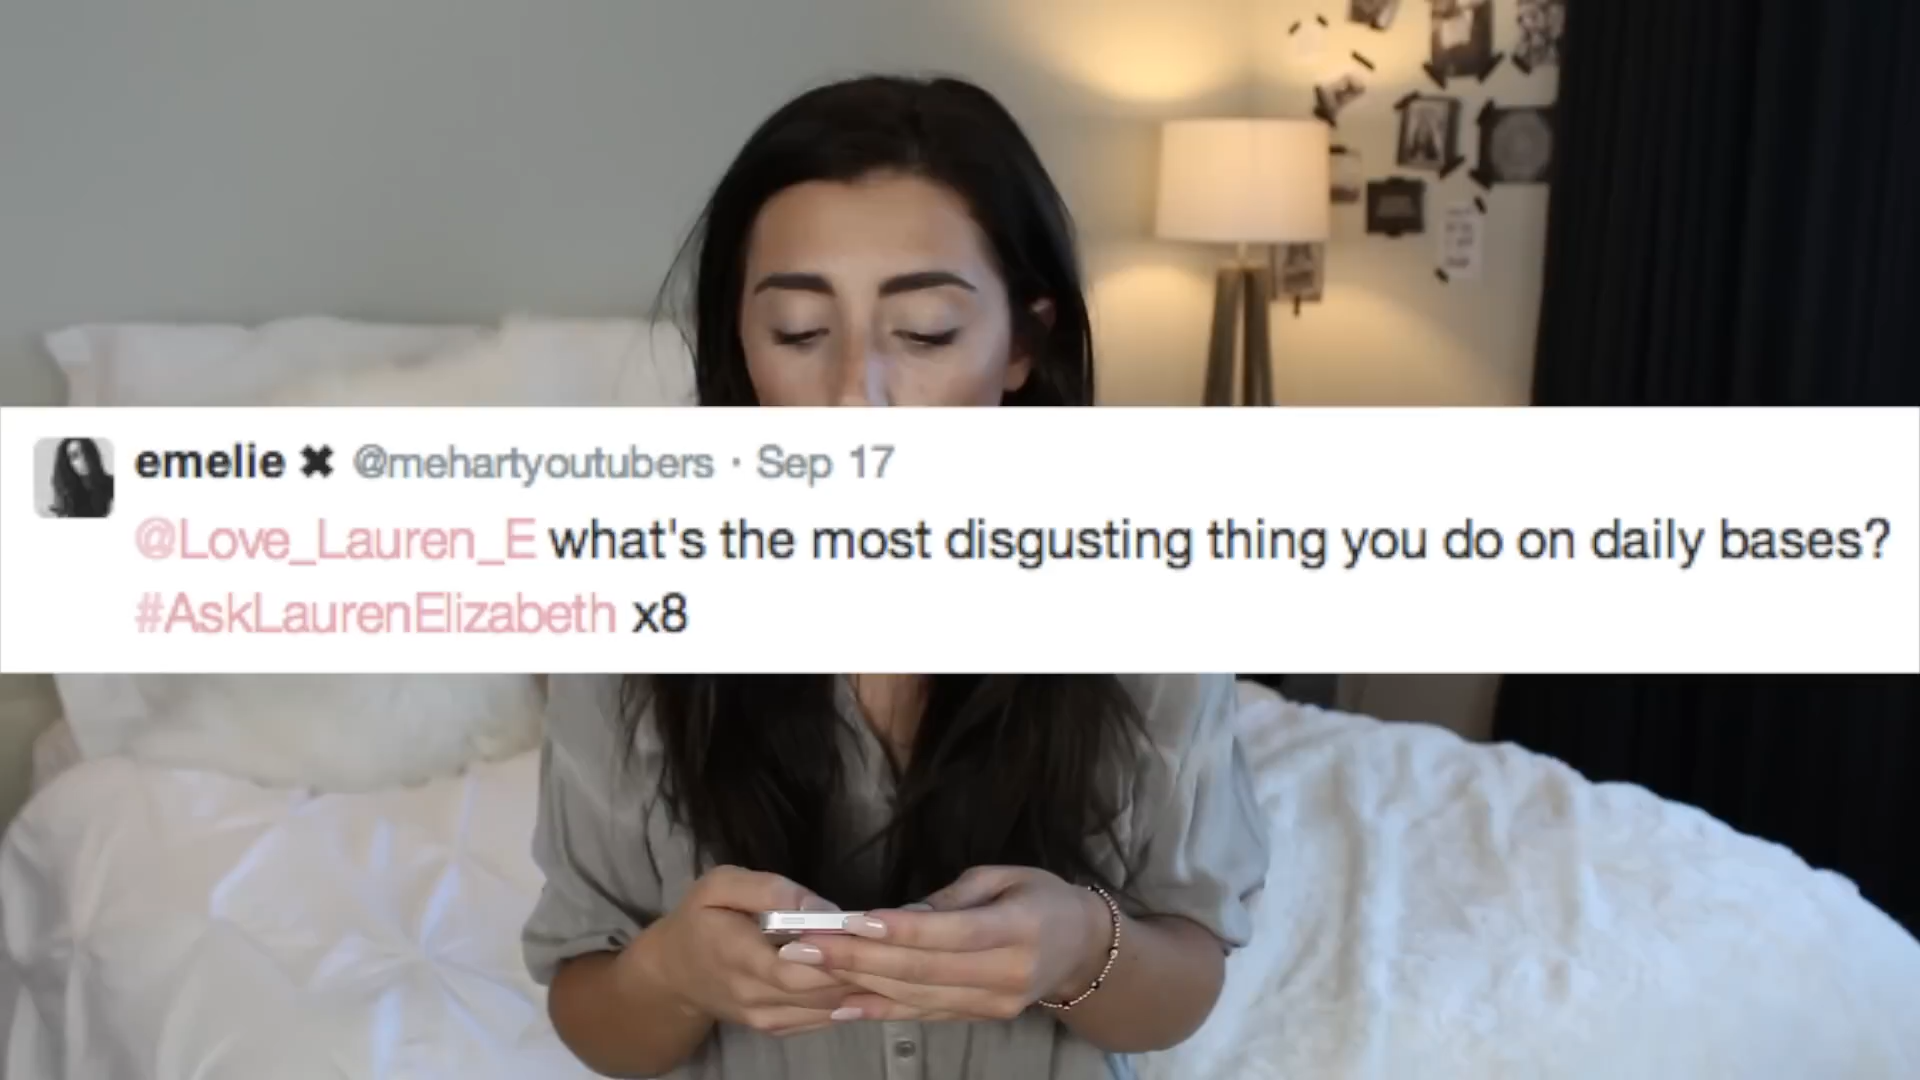 emelie ✖ @mehartyoutubers · Sep 17
@Love_Lauren_E what's the most disgusting thing you do on daily bases?
#AskLaurenElizabeth x8